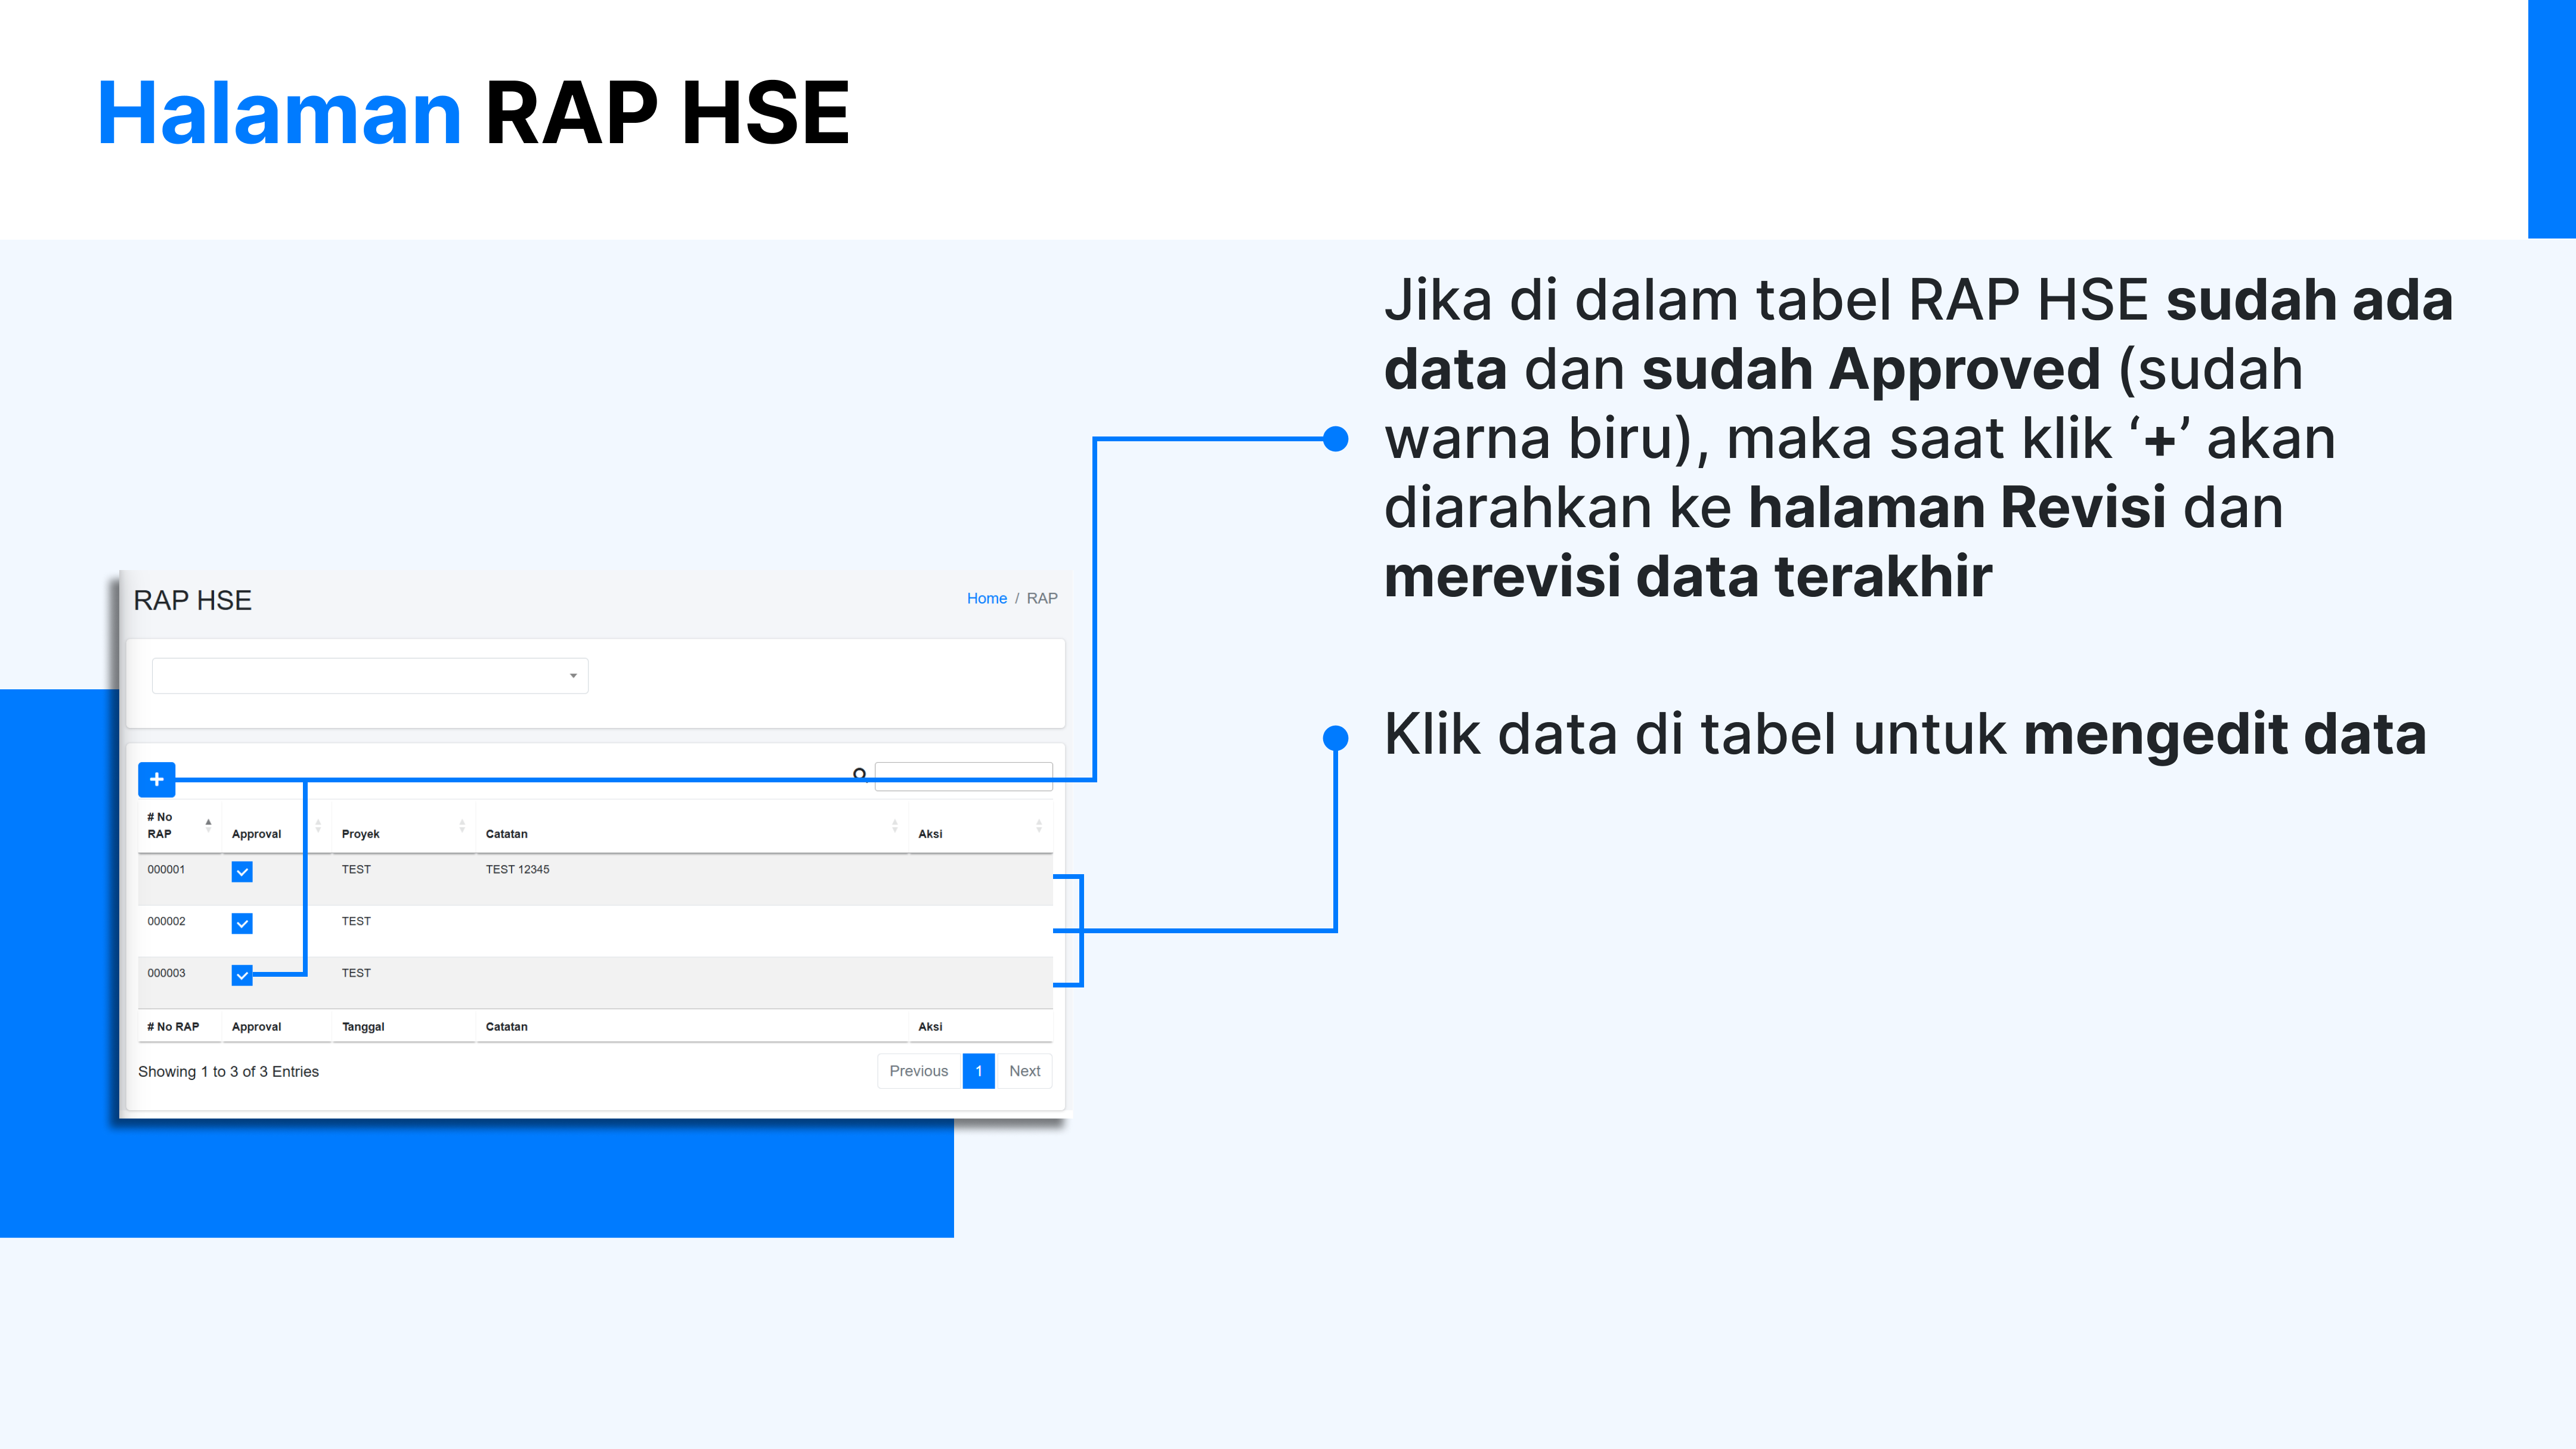 Halaman RAP HSE
Jika di dalam tabel RAP HSE sudah ada
data dan sudah Approved (sudah
warna biru), maka saat klik ‘+’ akan
diarahkan ke halaman Revisi dan
merevisi data terakhir
Klik data di tabel untuk mengedit data
RAP HSE
Home / RAP
+
# No
RAP Approval Proyek Catatan Aksi
000001 TEST TEST 12345
000002 TEST
000003 TEST
# No RAP Approval Tanggal Catatan Aksi
Showing 1 to 3 of 3 Entries
Previous 1 Next